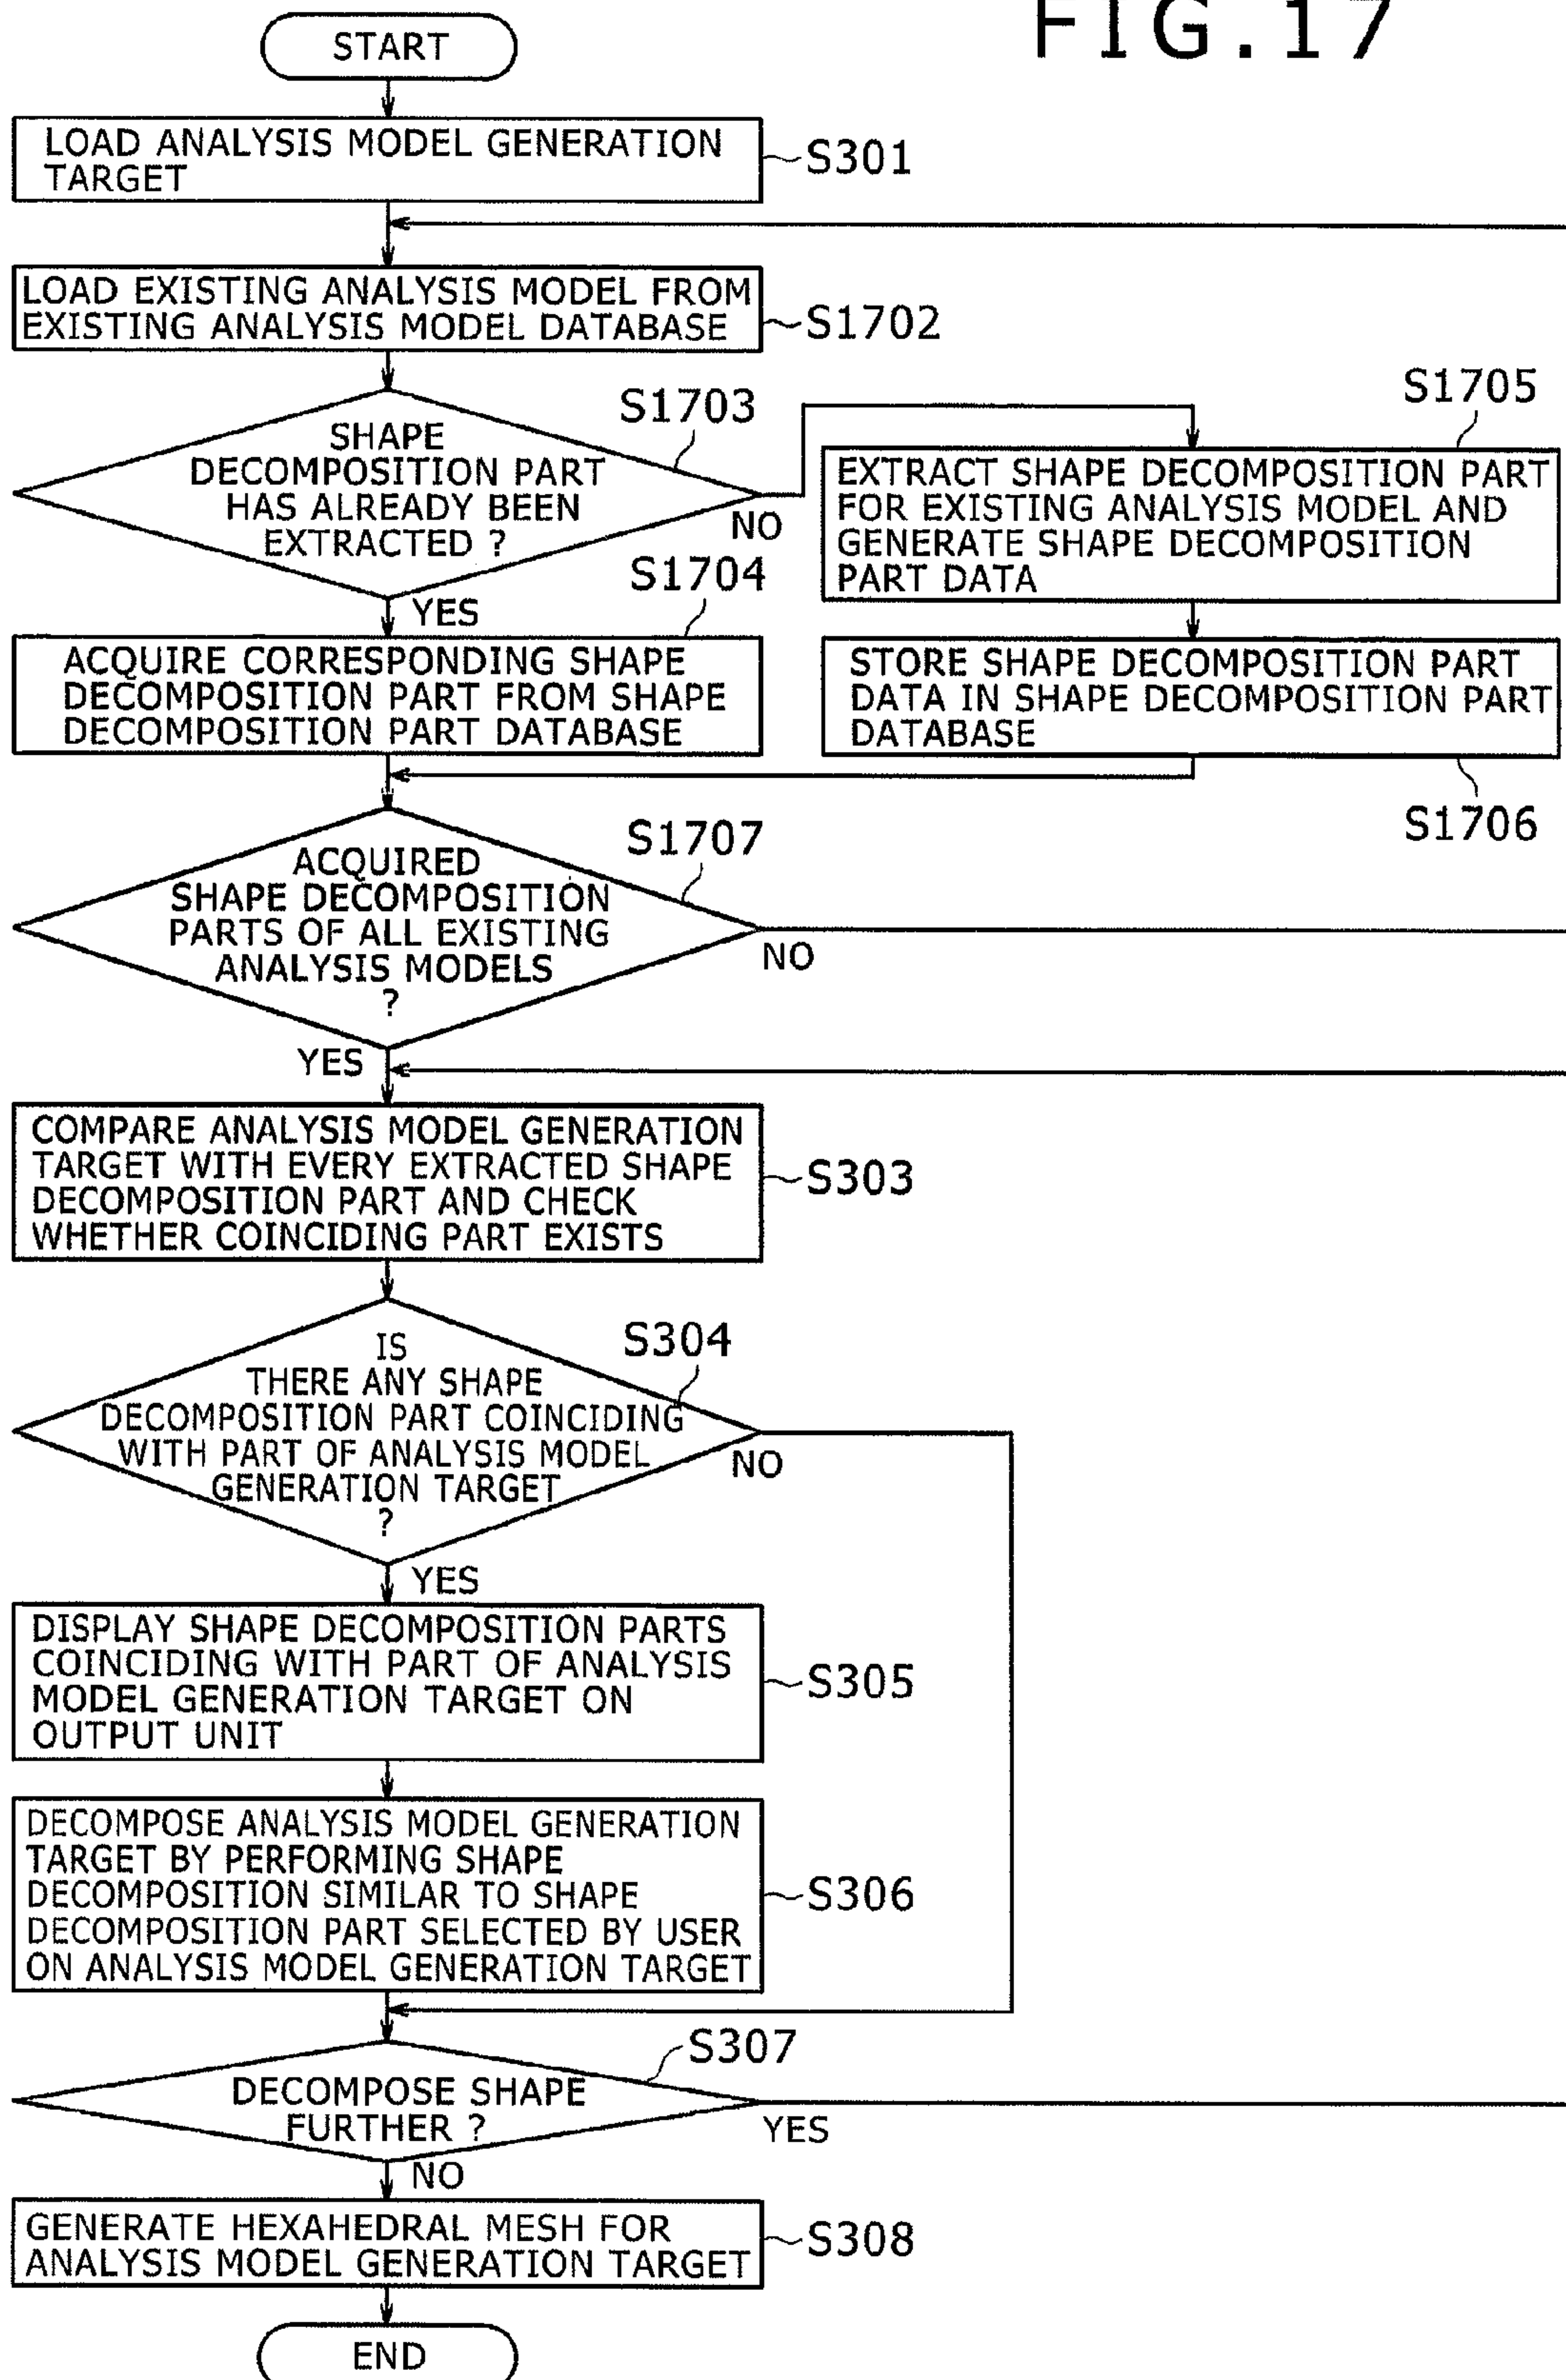 FIG.17
START
LOAD ANALYSIS MODEL GENERATION
TARGET
S301
LOAD EXISTING ANALYSIS MODEL FROM
EXISTING ANALYSIS MODEL DATABASE
S1702
SHAPE
DECOMPOSITION PART
HAS ALREADY BEEN
EXTRACTED ?
S1703
NO
YES
S1705
EXTRACT SHAPE DECOMPOSITION PART
FOR EXISTING ANALYSIS MODEL AND
GENERATE SHAPE DECOMPOSITION
PART DATA
S1704
ACQUIRE CORRESPONDING SHAPE
DECOMPOSITION PART FROM SHAPE
DECOMPOSITION PART DATABASE
STORE SHAPE DECOMPOSITION PART
DATA IN SHAPE DECOMPOSITION PART
DATABASE
S1706
ACQUIRED
SHAPE DECOMPOSITION
PARTS OF ALL EXISTING
ANALYSIS MODELS
?
S1707
NO
YES
COMPARE ANALYSIS MODEL GENERATION
TARGET WITH EVERY EXTRACTED SHAPE
DECOMPOSITION PART AND CHECK
WHETHER COINCIDING PART EXISTS
S303
IS
THERE ANY SHAPE
DECOMPOSITION PART COINCIDING
WITH PART OF ANALYSIS MODEL
GENERATION TARGET
?
S304
NO
YES
DISPLAY SHAPE DECOMPOSITION PARTS
COINCIDING WITH PART OF ANALYSIS
MODEL GENERATION TARGET ON
OUTPUT UNIT
S305
DECOMPOSE ANALYSIS MODEL GENERATION
TARGET BY PERFORMING SHAPE
DECOMPOSITION SIMILAR TO SHAPE
DECOMPOSITION PART SELECTED BY USER
ON ANALYSIS MODEL GENERATION TARGET
S306
DECOMPOSE SHAPE
FURTHER ?
S307
YES
NO
GENERATE HEXAHEDRAL MESH FOR
ANALYSIS MODEL GENERATION TARGET
S308
END